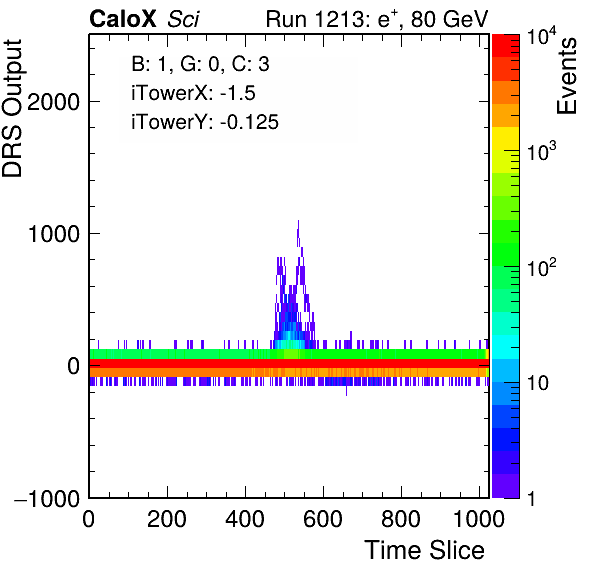 CaloX Sci Run 1213: e⁺, 80 GeV
B: 1, G: 0, C: 3
iTowerX: -1.5
iTowerY: -0.125
DRS Output
2000
1000
0
−1000
0 200 400 600 800 1000
Time Slice
Events
10⁴
10³
10²
10
1